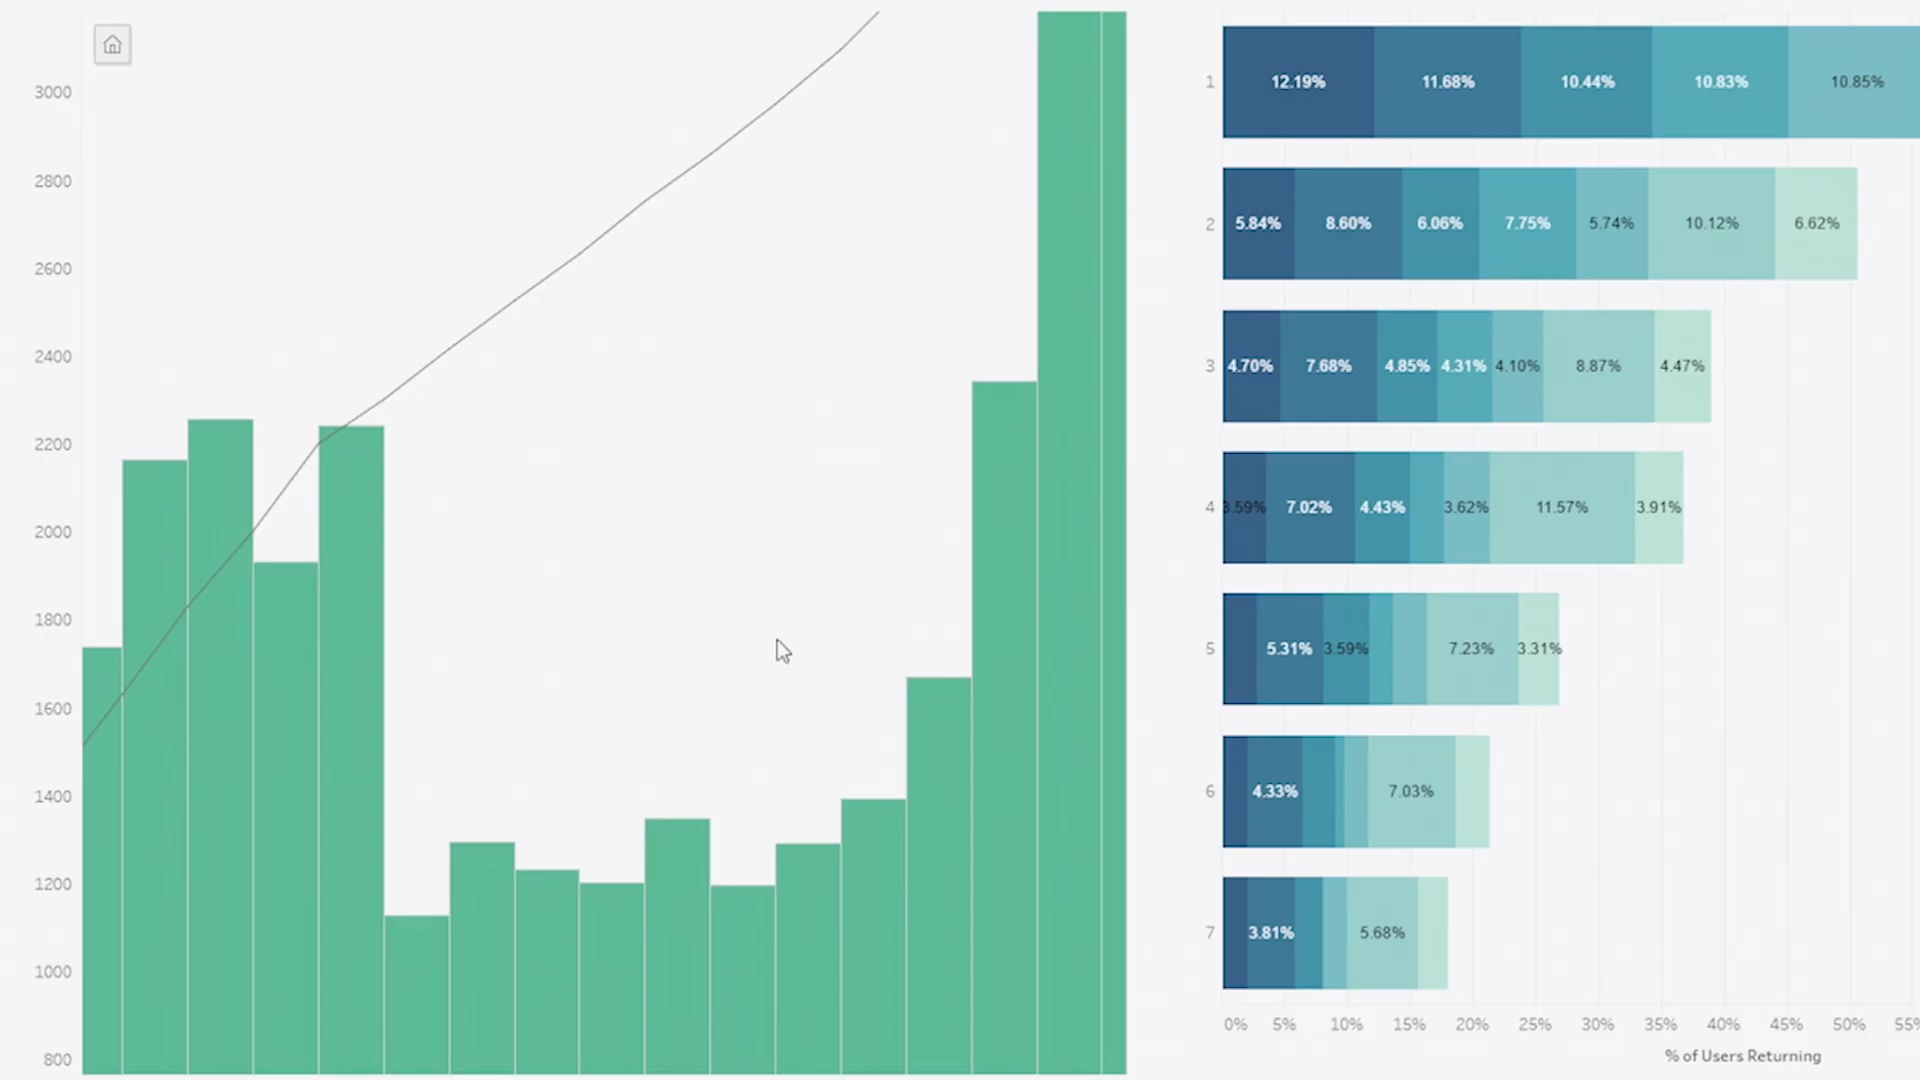 3000
2800
2600
2400
2200
2000
1800
1600
1400
1200
1000
800
1 12.19% 11.68% 10.44% 10.83% 10.85%
2 5.84% 8.60% 6.06% 7.75% 5.74% 10.12% 6.62%
3 4.70% 7.68% 4.85% 4.31% 4.10% 8.87% 4.47%
4 3.59% 7.02% 4.43% 3.62% 11.57% 3.91%
5 5.31% 3.59% 7.23% 3.31%
6 4.33% 7.03%
7 3.81% 5.68%
0% 5% 10% 15% 20% 25% 30% 35% 40% 45% 50% 55%
% of Users Returning